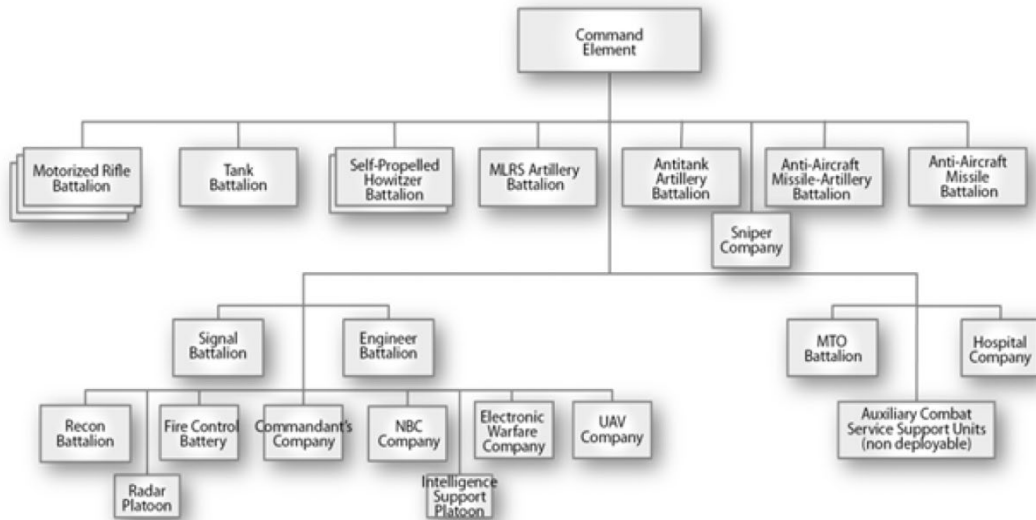 Command
Element
Motorized Rifle
Battalion
Tank
Battalion
Self-Propelled
Howitzer
Battalion
MLRS Artillery
Battalion
Antitank
Artillery
Battalion
Anti-Aircraft
Missile-Artillery
Battalion
Anti-Aircraft
Missile
Battalion
Sniper
Company
Signal
Battalion
Engineer
Battalion
MTO
Battalion
Hospital
Company
Recon
Battalion
Fire Control
Battery
Commandant's
Company
NBC
Company
Electronic
Warfare
Company
UAV
Company
Auxiliary Combat
Service Support Units
(non deployable)
Radar
Platoon
Intelligence
Support
Platoon